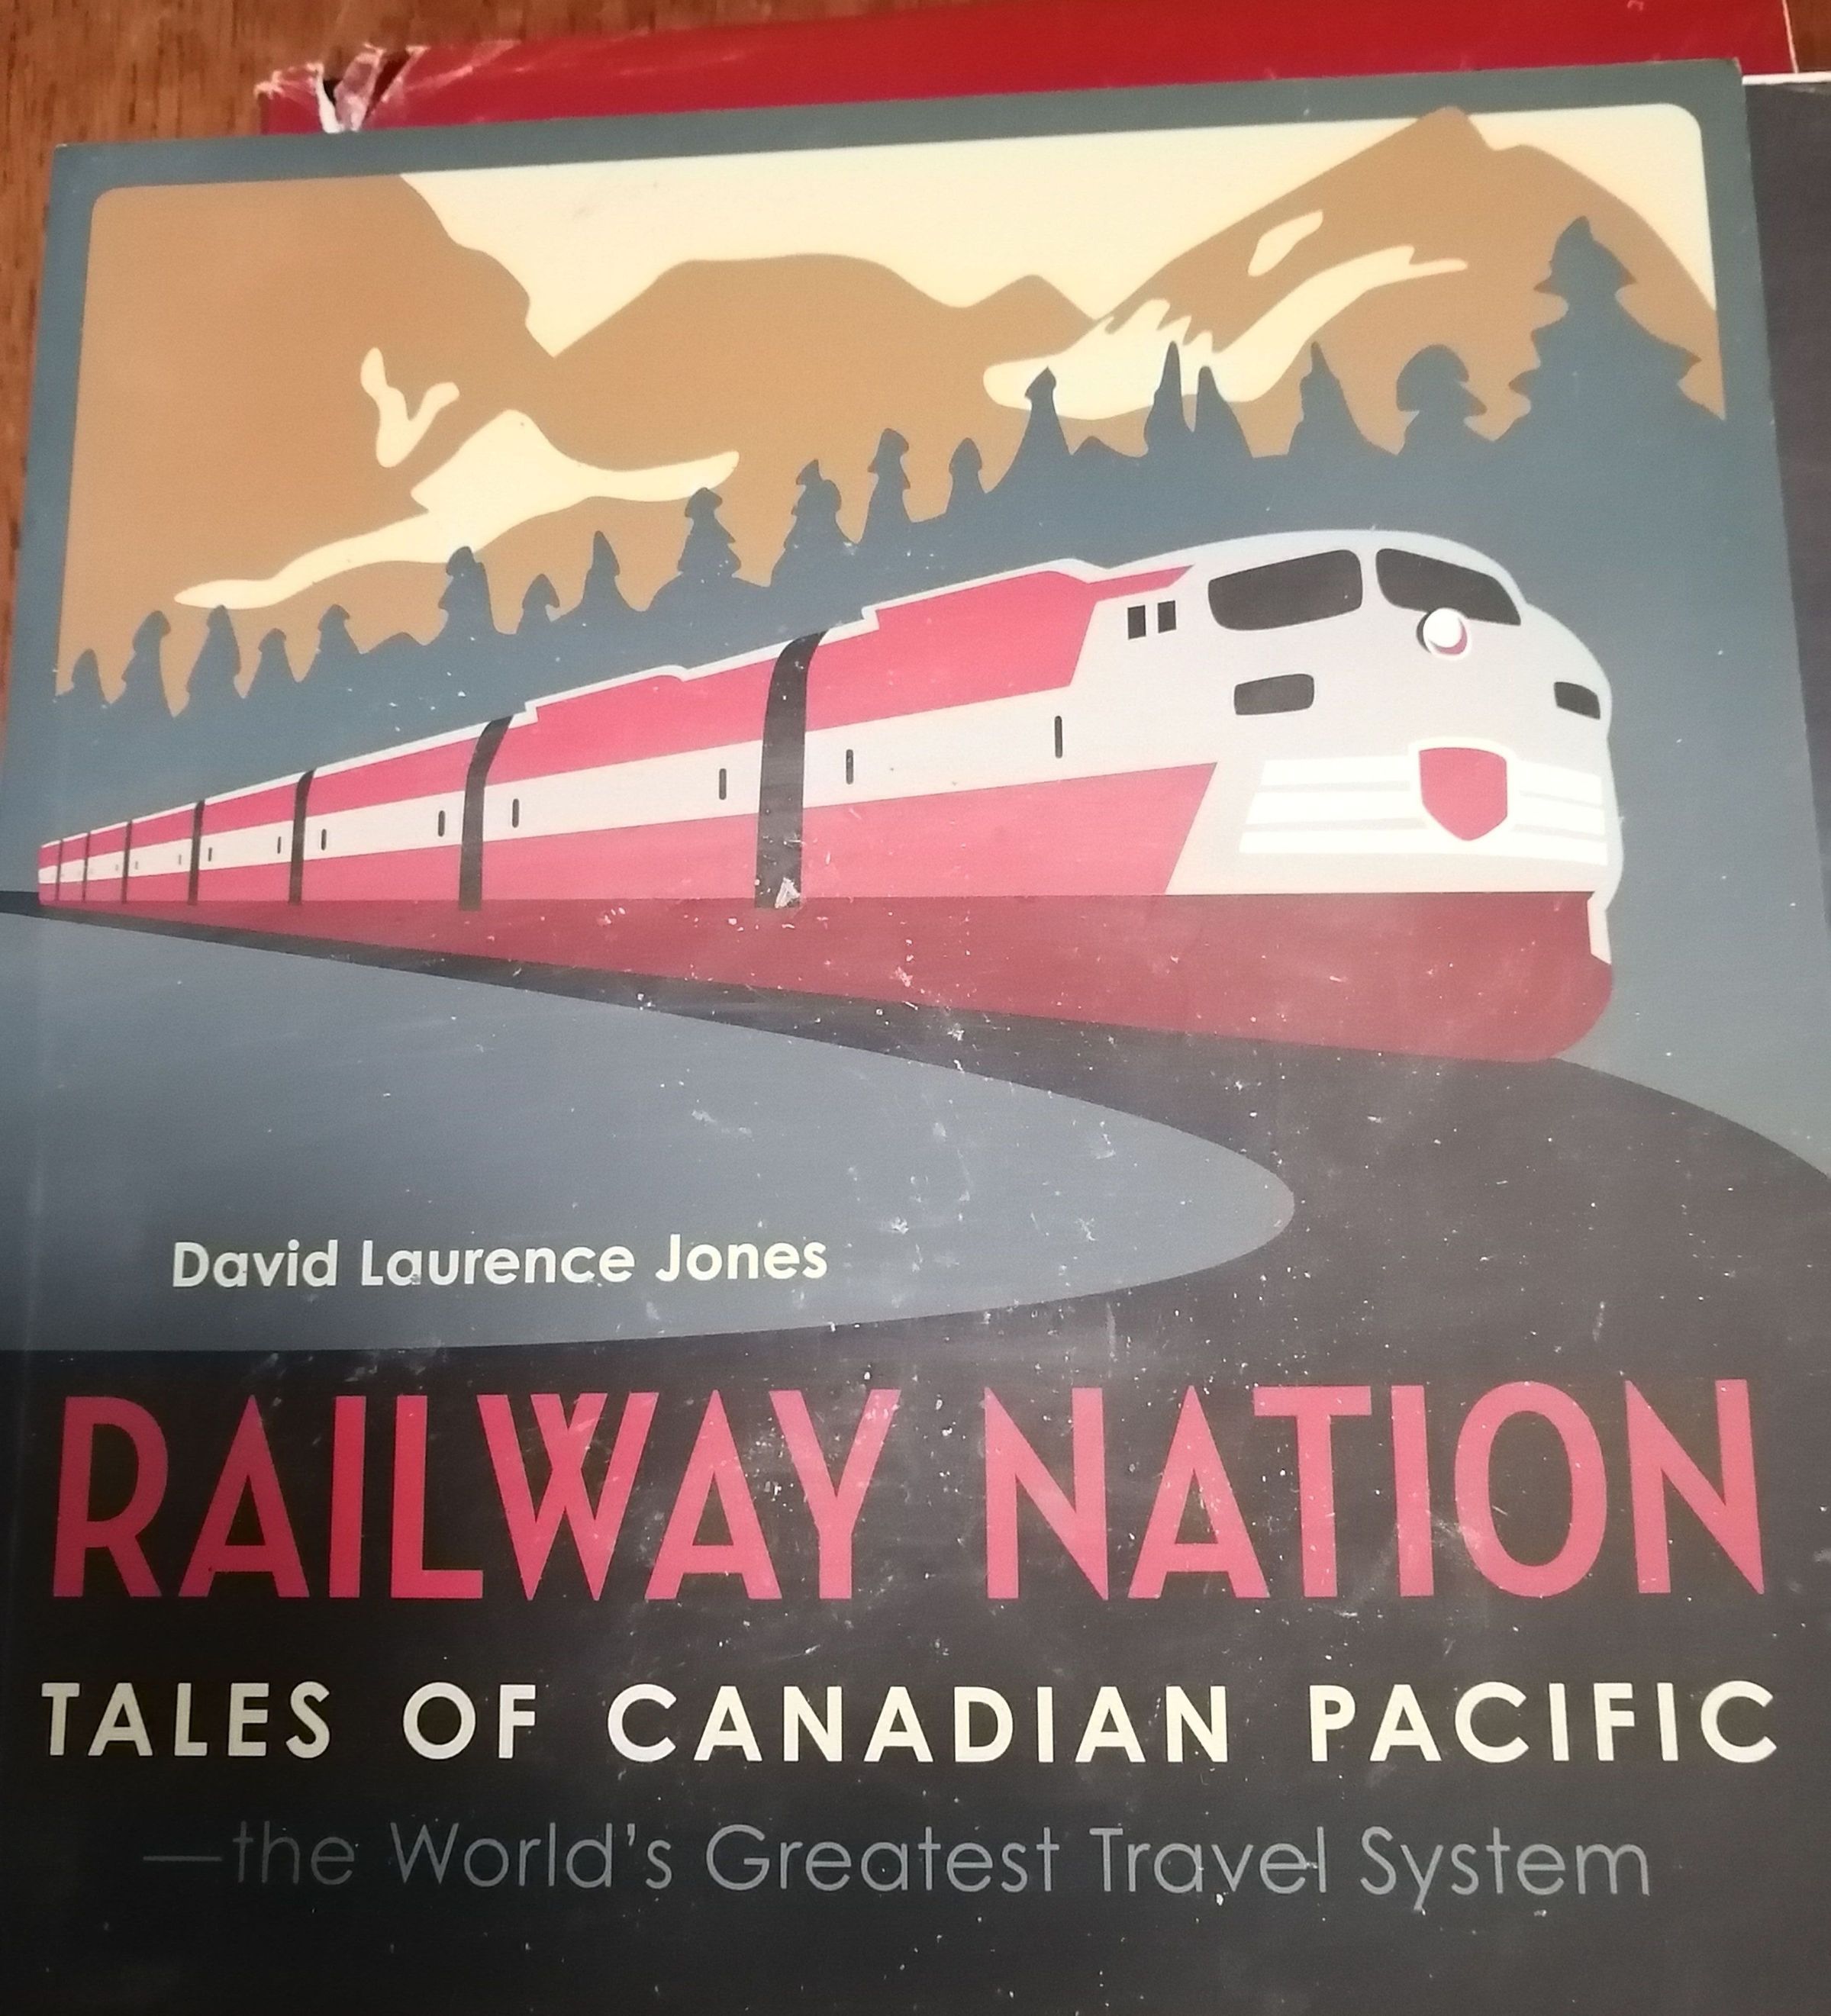 David Laurence Jones
RAILWAY NATION
TALES OF CANADIAN PACIFIC
—the World's Greatest Travel System